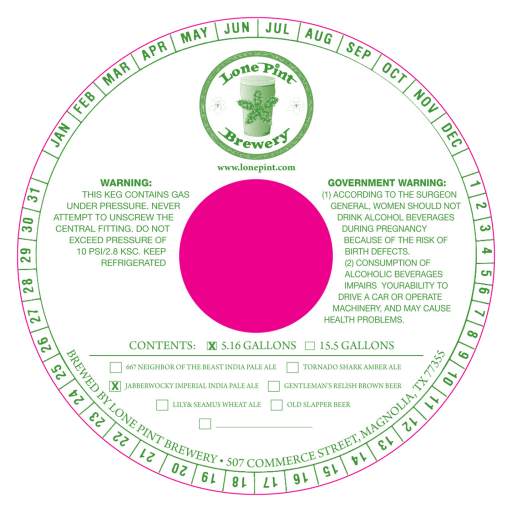 JAN FEB MAR APR MAY JUN JUL AUG SEP OCT NOV DEC
Lone Pint
Brewery
www.lonepint.com
WARNING:
THIS KEG CONTAINS GAS
UNDER PRESSURE. NEVER
ATTEMPT TO UNSCREW THE
CENTRAL FITTING. DO NOT
EXCEED PRESSURE OF
10 PSI/2.8 KSC. KEEP
REFRIGERATED
GOVERNMENT WARNING:
(1) ACCORDING TO THE SURGEON
GENERAL, WOMEN SHOULD NOT
DRINK ALCOHOL BEVERAGES
DURING PREGNANCY
BECAUSE OF THE RISK OF
BIRTH DEFECTS.
(2) CONSUMPTION OF
ALCOHOLIC BEVERAGES
IMPAIRS YOURABILITY TO
DRIVE A CAR OR OPERATE
MACHINERY, AND MAY CAUSE
HEALTH PROBLEMS.
CONTENTS: X 5.16 GALLONS 15.5 GALLONS
667 NEIGHBOR OF THE BEAST INDIA PALE ALE TORNADO SHARK AMBER ALE
X JABBERWOCKY IMPERIAL INDIA PALE ALE GENTLEMAN'S RELISH BROWN BEER
LILY& SEAMUS WHEAT ALE OLD SLAPPER BEER
BREWED BY LONE PINT BREWERY • 507 COMMERCE STREET, MAGNOLIA, TX 77355
1 2 3 4 5 6 7 8 9 10 11 12 13 14 15 16 17 18 19 20 21 22 23 24 25 26 27 28 29 30 31